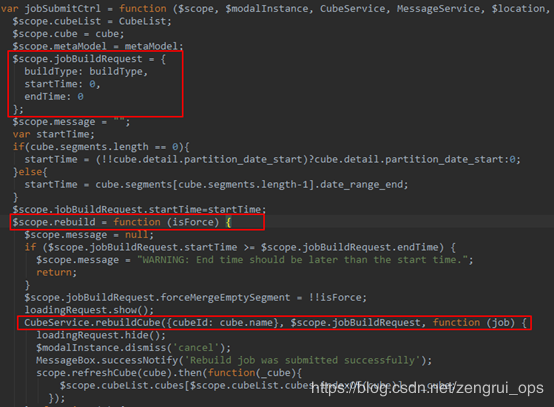 var jobSubmitCtrl = function ($scope, $modalInstance, CubeService, MessageService, $location,
$scope.cubeList = CubeList;
$scope.cube = cube;
$scope.metaModel = metaModel;
$scope.jobBuildRequest = {
buildType: buildType,
startTime: 0,
endTime: 0
};
$scope.message = "";
var startTime;
if(cube.segments.length == 0){
startTime = (!!cube.detail.partition_date_start)?cube.detail.partition_date_start:0;
}else{
startTime = cube.segments[cube.segments.length-1].date_range_end;
}
$scope.jobBuildRequest.startTime=startTime;
$scope.rebuild = function (isForce) {
$scope.message = null;
if ($scope.jobBuildRequest.startTime >= $scope.jobBuildRequest.endTime) {
$scope.message = "WARNING: End time should be later than the start time.";
return;
}
$scope.jobBuildRequest.forceMergeEmptySegment = !!isForce;
loadingRequest.show();
CubeService.rebuildCube({cubeId: cube.name}, $scope.jobBuildRequest, function (job) {
loadingRequest.hide();
$modalInstance.dismiss('cancel');
MessageBox.successNotify('Rebuild job was submitted successfully');
scope.refreshCube(cube).then(function(_cube){
$scope.cubeList.cubes[$scope.cubeList.cubes
});
https://blog.csdn.net/zengrui_ops